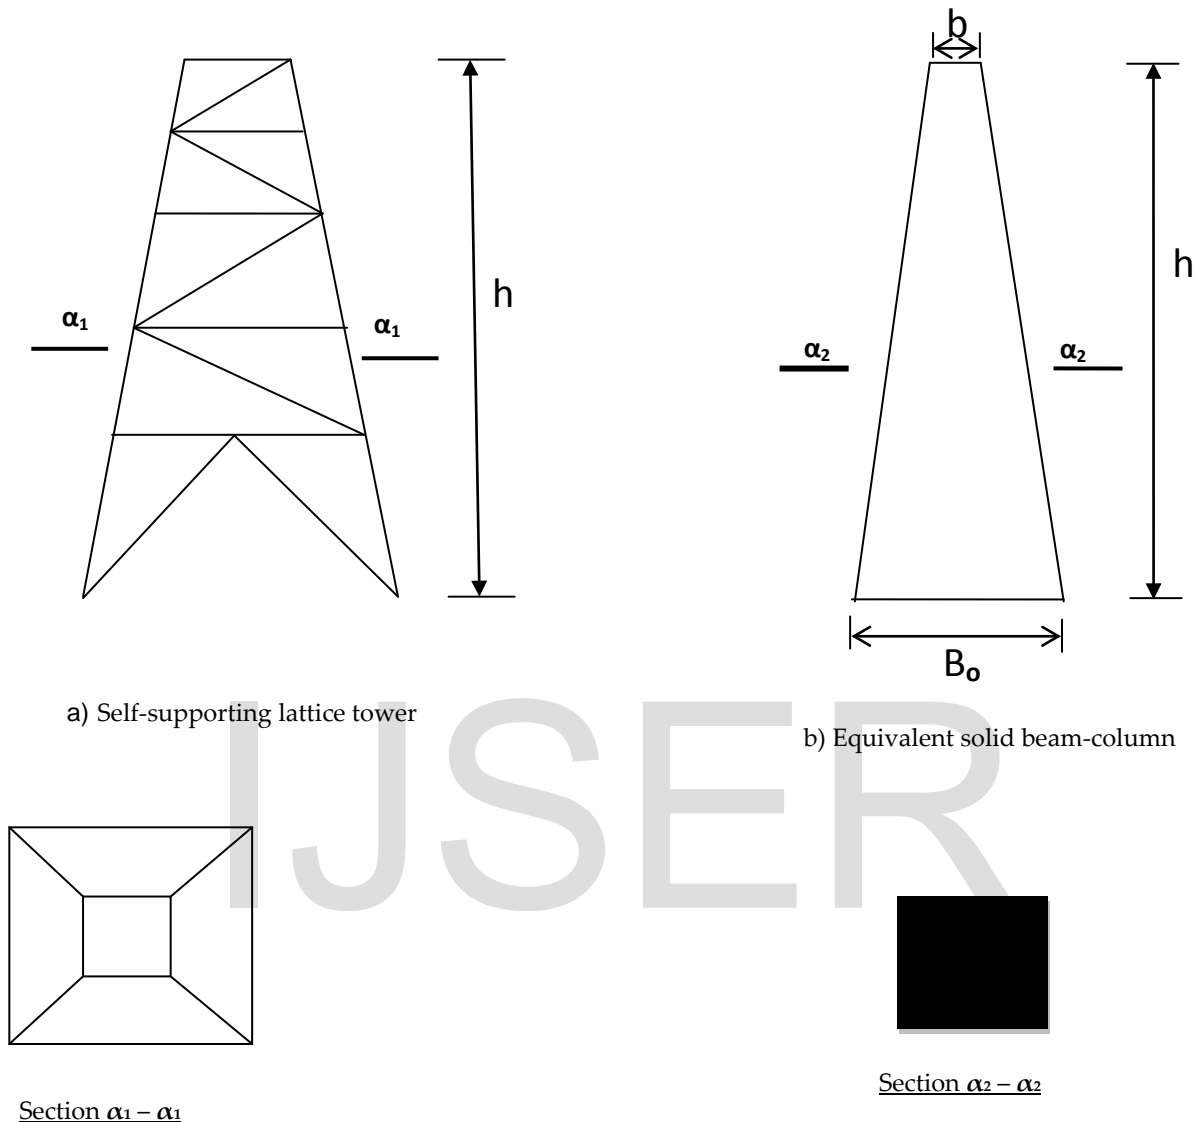 b
h
h
α₁
α₁
α₂
α₂
Bₒ
a) Self-supporting lattice tower
b) Equivalent solid beam-column
IJSER
Section α₂ – α₂
Section α₁ – α₁